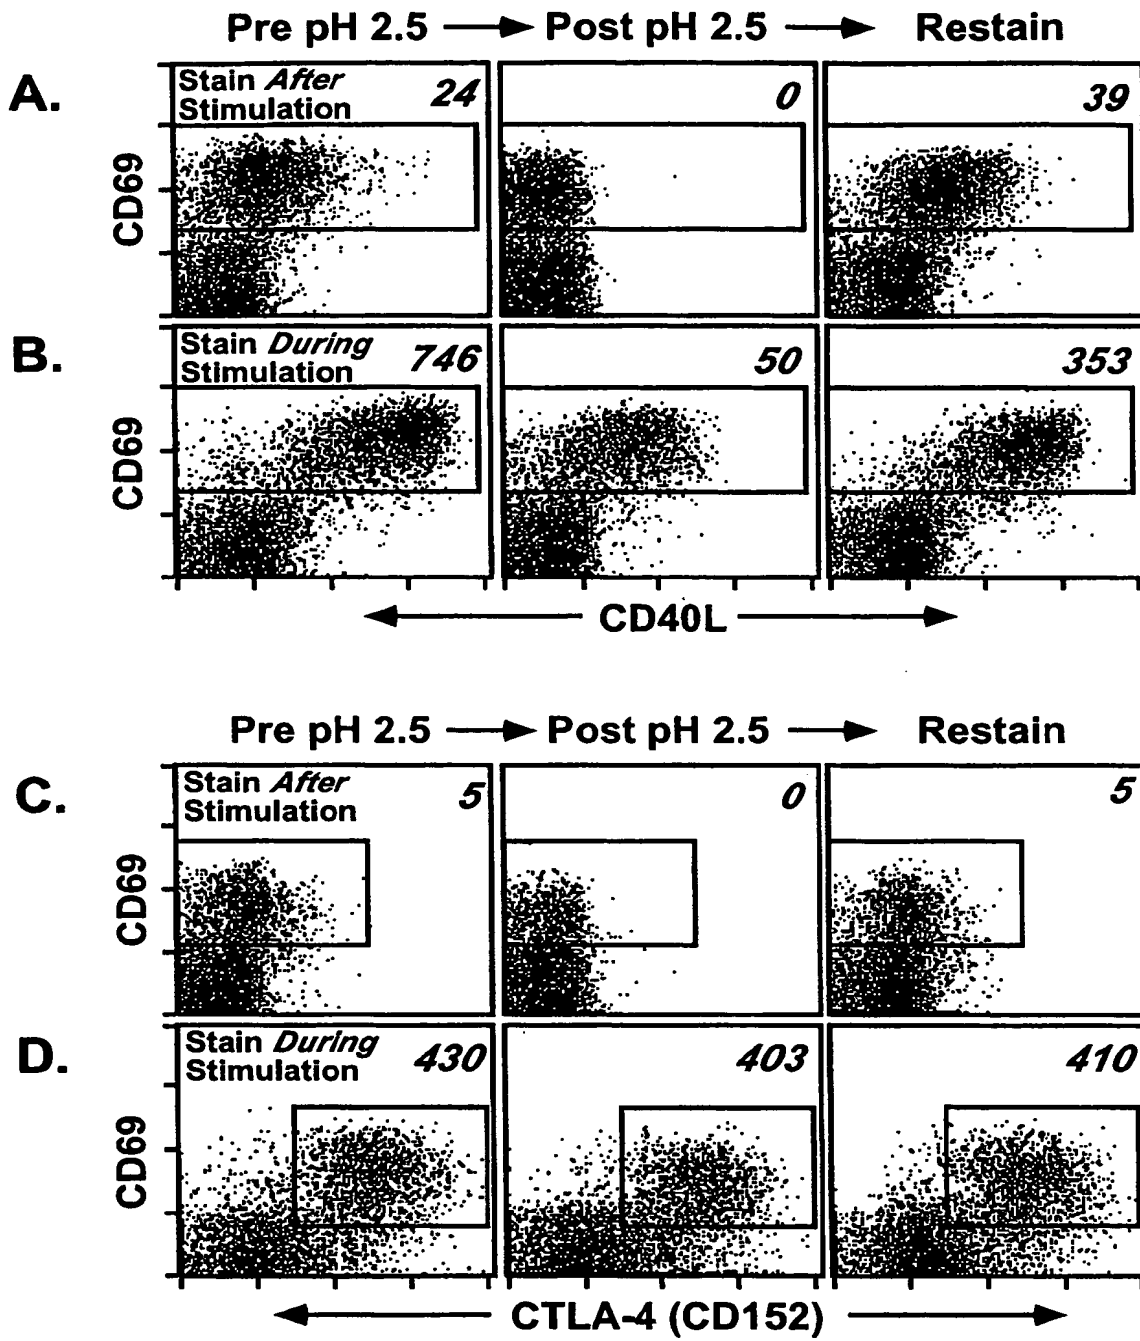 Pre pH 2.5 → Post pH 2.5 → Restain
A.
Stain After
Stimulation
24
0
39
CD69
B.
Stain During
Stimulation
746
50
353
CD69
CD40L
Pre pH 2.5 → Post pH 2.5 → Restain
C.
Stain After
Stimulation
5
0
5
CD69
D.
Stain During
Stimulation
430
403
410
CD69
CTLA-4 (CD152)